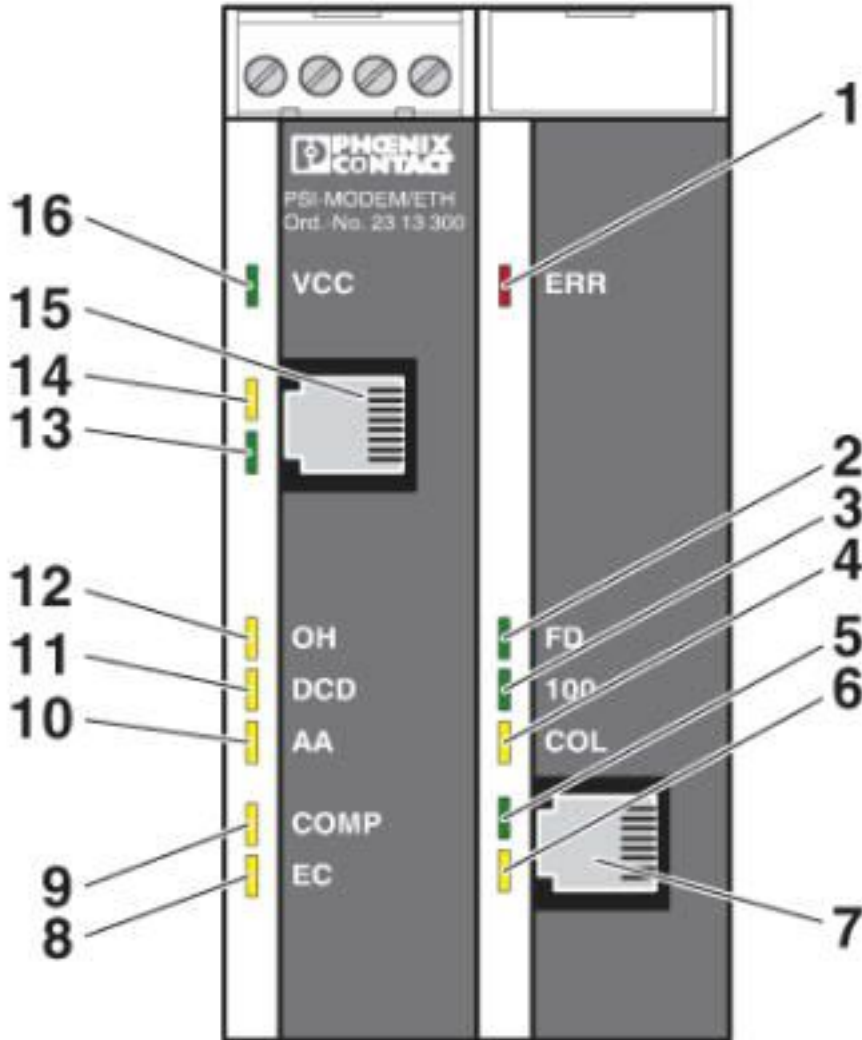 PHŒNIX
CONTACT
PSI-MODEM/ETH
Ord.-No. 23 13 300
1
16
VCC
ERR
15
14
13
2
3
4
12
OH
FD
5
11
DCD
100
6
10
AA
COL
9
COMP
8
EC
7